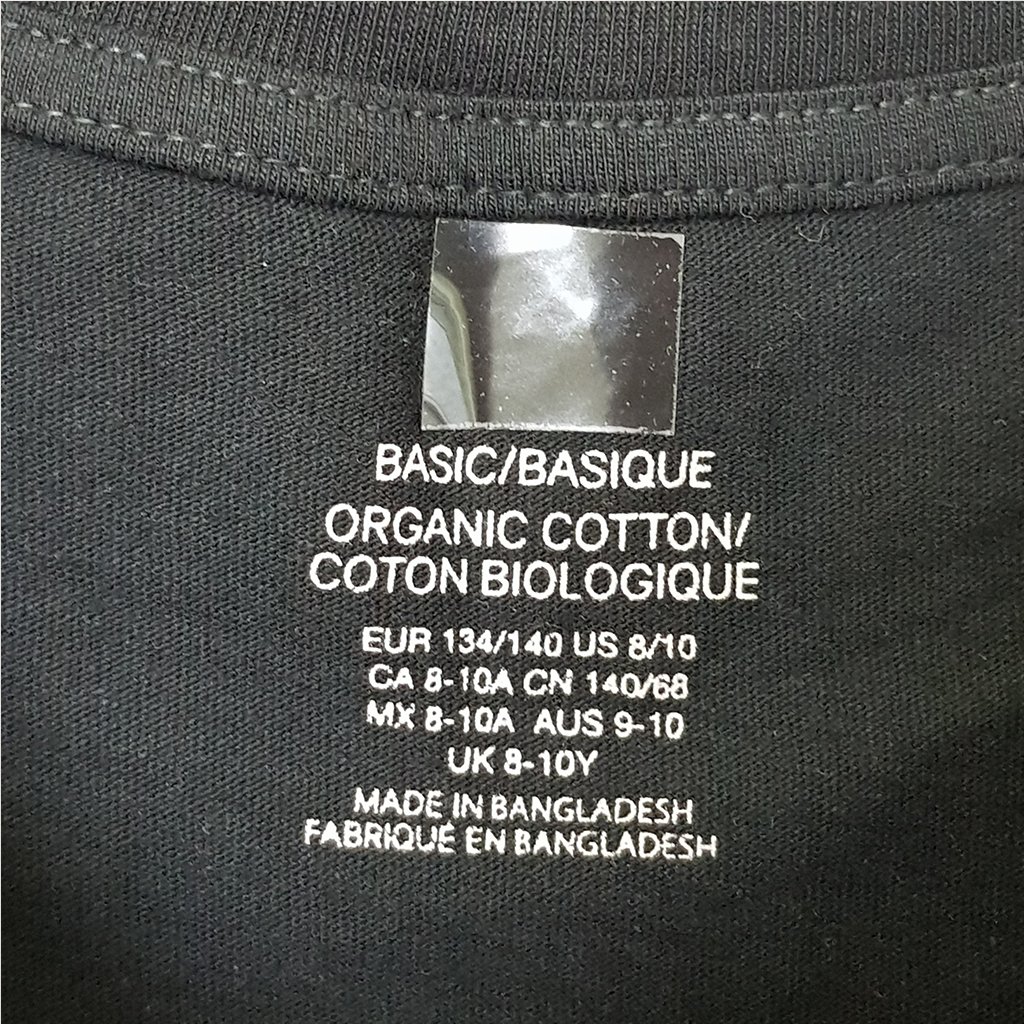 BASIC/BASIQUE
ORGANIC COTTON/
COTON BIOLOGIQUE
EUR 134/140 US 8/10
CA 8-10A CN 140/68
MX 8-10A AUS 9-10
UK 8-10Y
MADE IN BANGLADESH
FABRIQUÉ EN BANGLADESH